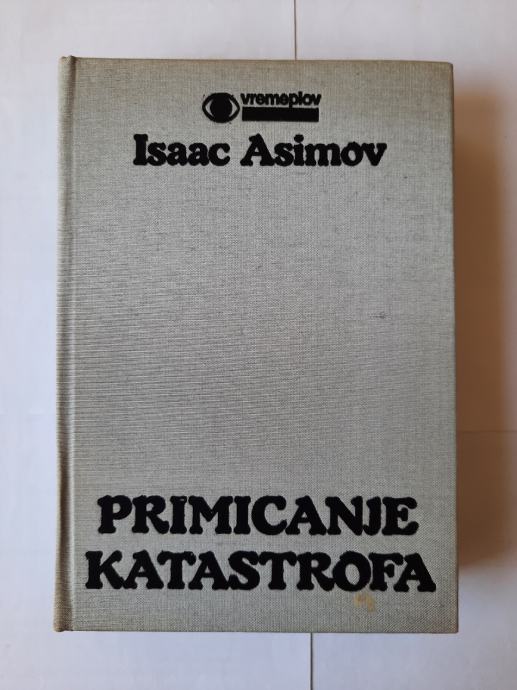 vremeplov
Isaac Asimov
PRIMICANJE
KATASTROFA